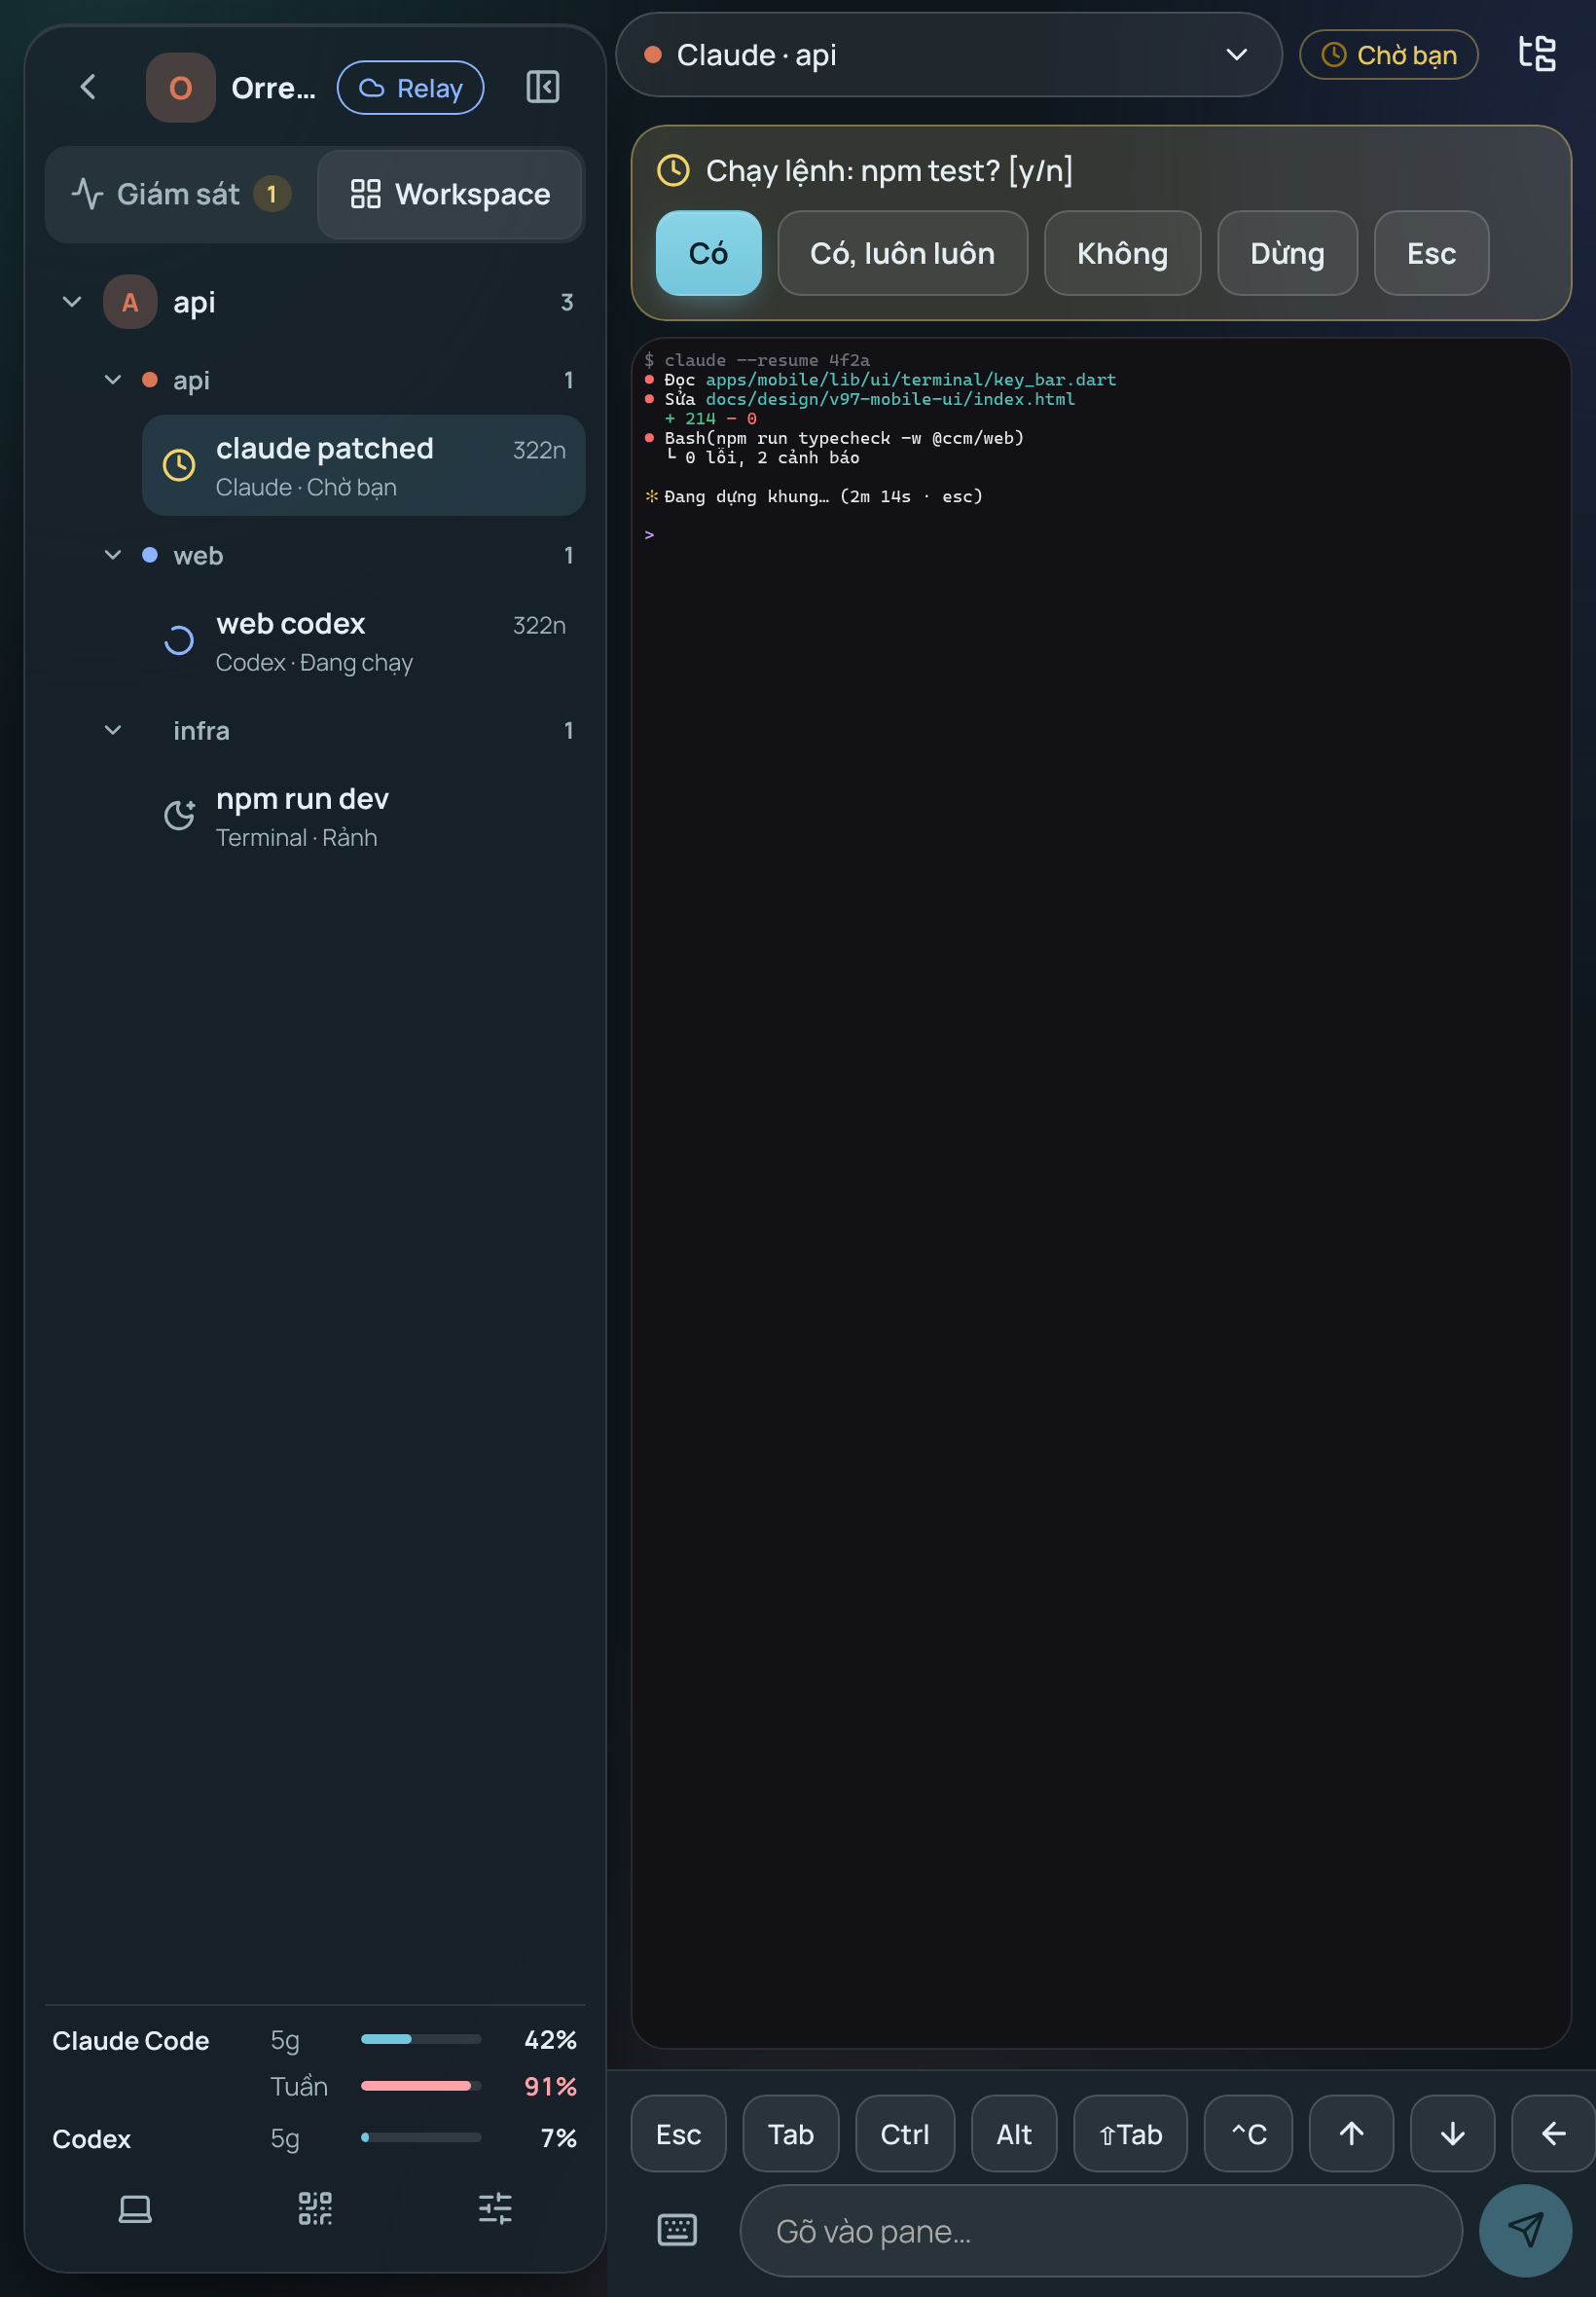 O Orre... Relay
Giám sát 1 Workspace
A api 3
api 1
claude patched 322n
Claude · Chờ bạn
web 1
web codex 322n
Codex · Đang chạy
infra 1
npm run dev
Terminal · Rảnh
Claude Code 5g 42%
Tuần 91%
Codex 5g 7%
Claude · api Chờ bạn
Chạy lệnh: npm test? [y/n]
Có Có, luôn luôn Không Dừng Esc
$ claude --resume 4f2a
● Đọc apps/mobile/lib/ui/terminal/key_bar.dart
● Sửa docs/design/v97-mobile-ui/index.html
+ 214 − 0
● Bash(npm run typecheck -w @ccm/web)
└ 0 lỗi, 2 cảnh báo
✻ Đang dựng khung… (2m 14s · esc)
>
Esc Tab Ctrl Alt ⇧Tab ^C ↑ ↓ ←
Gõ vào pane...